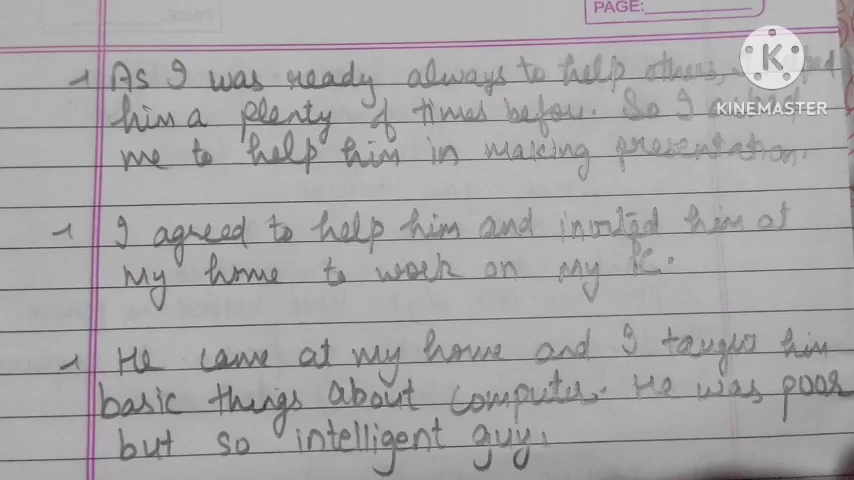 PAGE:
As I was ready always to help others,
him a plenty of times before. So I
me to help him in making presentation.
I agreed to help him and invited him at
my home to work on my PC.
He came at my home and I taught him
basic things about computer. He was poor
but so intelligent guy.
K
KINEMASTER